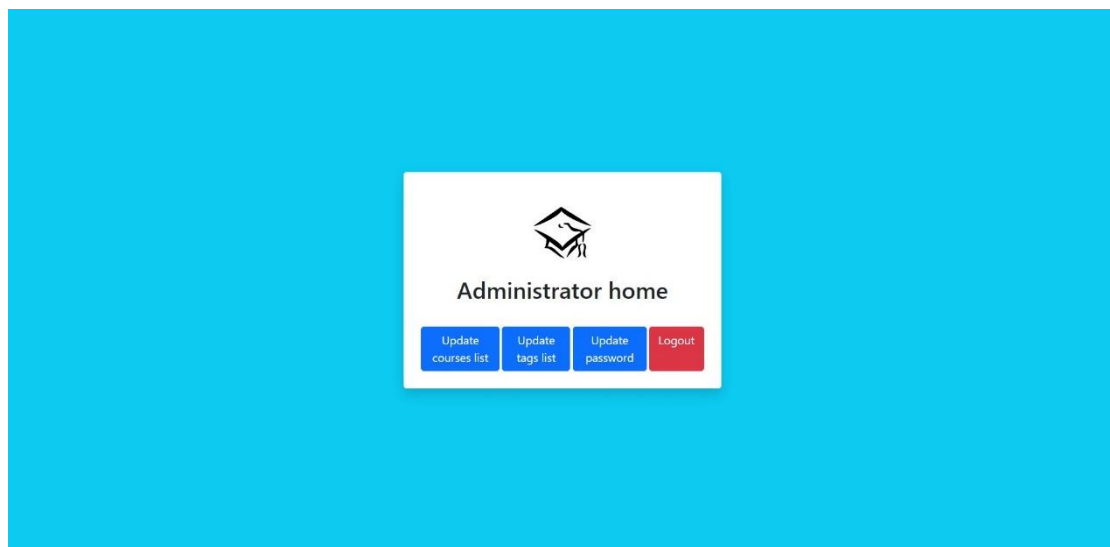 Administrator home
Update
courses list
Update
tags list
Update
password
Logout